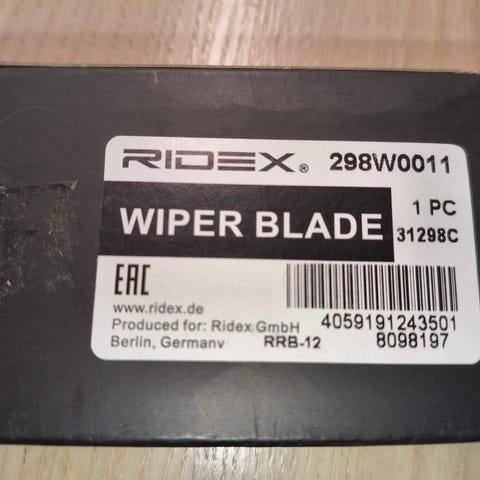 RIDEX® 298W0011
WIPER BLADE
1 PC
31298C
EAC
www.ridex.de
Produced for: Ridex GmbH
Berlin, Germany
RRB-12
4059191243501
8098197